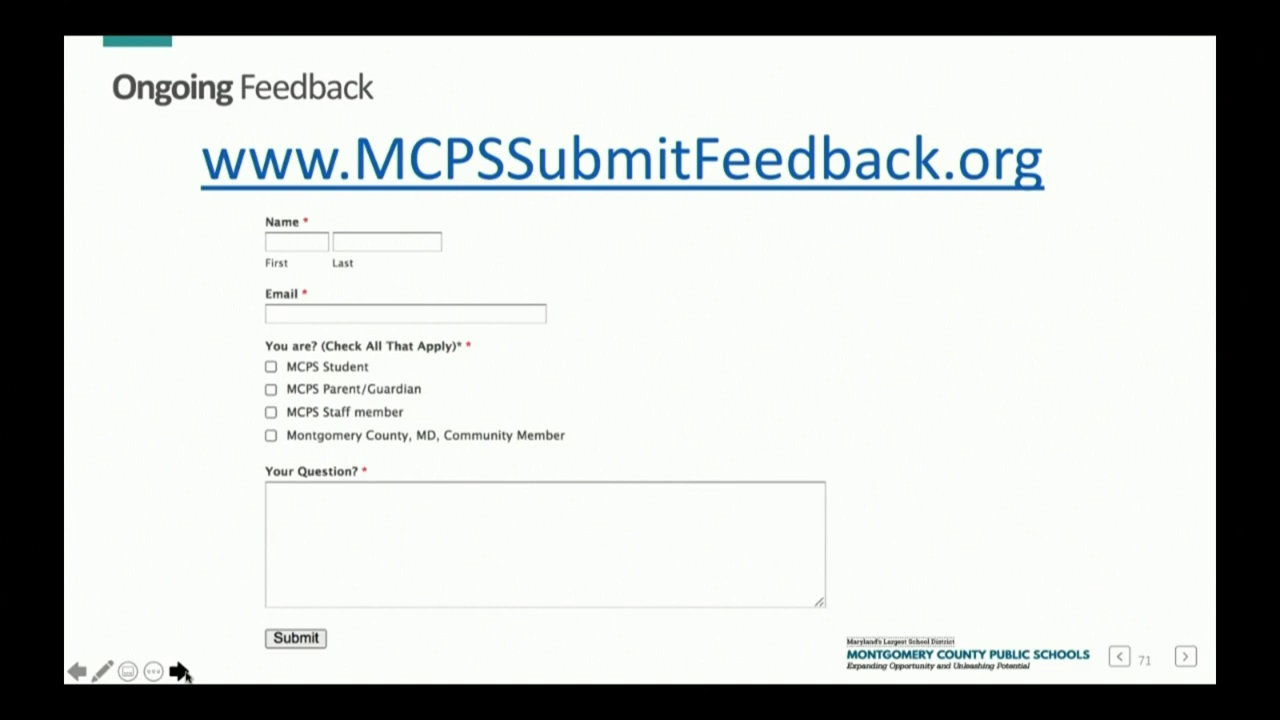 Ongoing Feedback
www.MCPSSubmitFeedback.org
Name *
First Last
Email *
You are? (Check All That Apply)* *
MCPS Student
MCPS Parent/Guardian
MCPS Staff member
Montgomery County, MD, Community Member
Your Question? *
Submit
Maryland's Largest School District
MONTGOMERY COUNTY PUBLIC SCHOOLS
Expanding Opportunity and Unleashing Potential
71